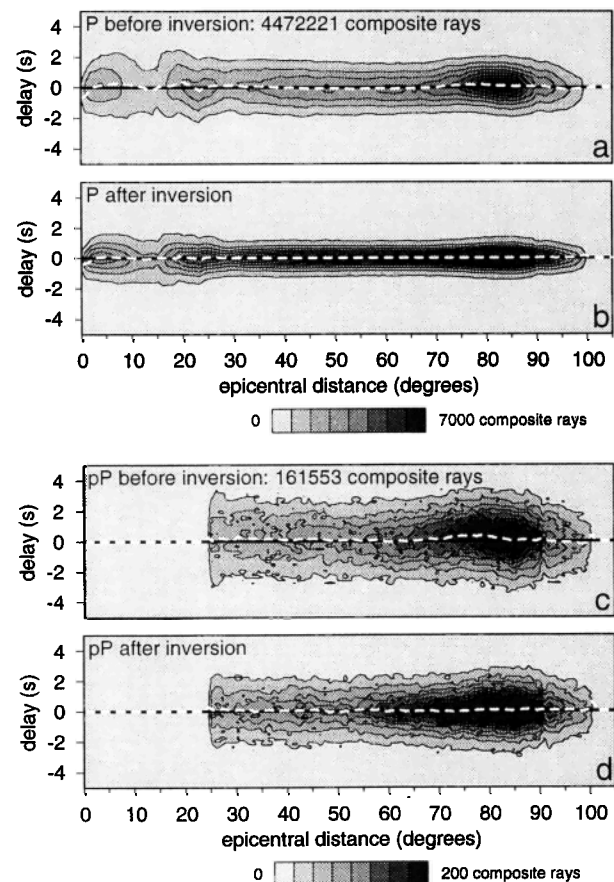 P before inversion: 4472221 composite rays
delay (s)
4
2
0
-2
-4
a
P after inversion
delay (s)
4
2
0
-2
-4
b
0 10 20 30 40 50 60 70 80 90 100
epicentral distance (degrees)
0 7000 composite rays
pP before inversion: 161553 composite rays
delay (s)
4
2
0
-2
-4
c
pP after inversion
delay (s)
4
2
0
-2
-4
d
0 10 20 30 40 50 60 70 80 90 100
epicentral distance (degrees)
0 200 composite rays